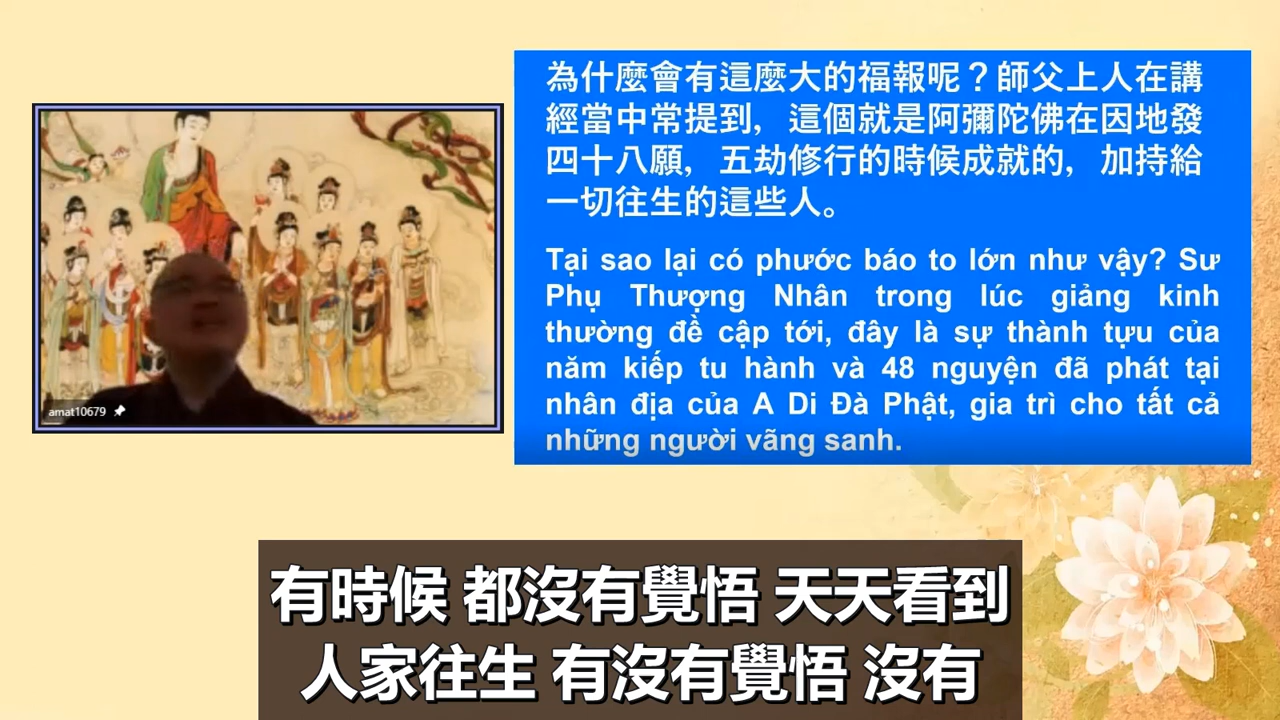 為什麼會有這麼大的福報呢？師父上人在講
經當中常提到，這個就是阿彌陀佛在因地發
四十八願，五劫修行的時候成就的，加持給
一切往生的這些人。
Tại sao lại có phước báo to lớn như vậy? Sư
Phụ Thượng Nhân trong lúc giảng kinh
thường đề cập tới, đây là sự thành tựu của
năm kiếp tu hành và 48 nguyện đã phát tại
nhân địa của A Di Đà Phật, gia trì cho tất cả
những người vãng sanh.
amat10679
有時候 都沒有覺悟 天天看到
人家往生 有沒有覺悟 沒有